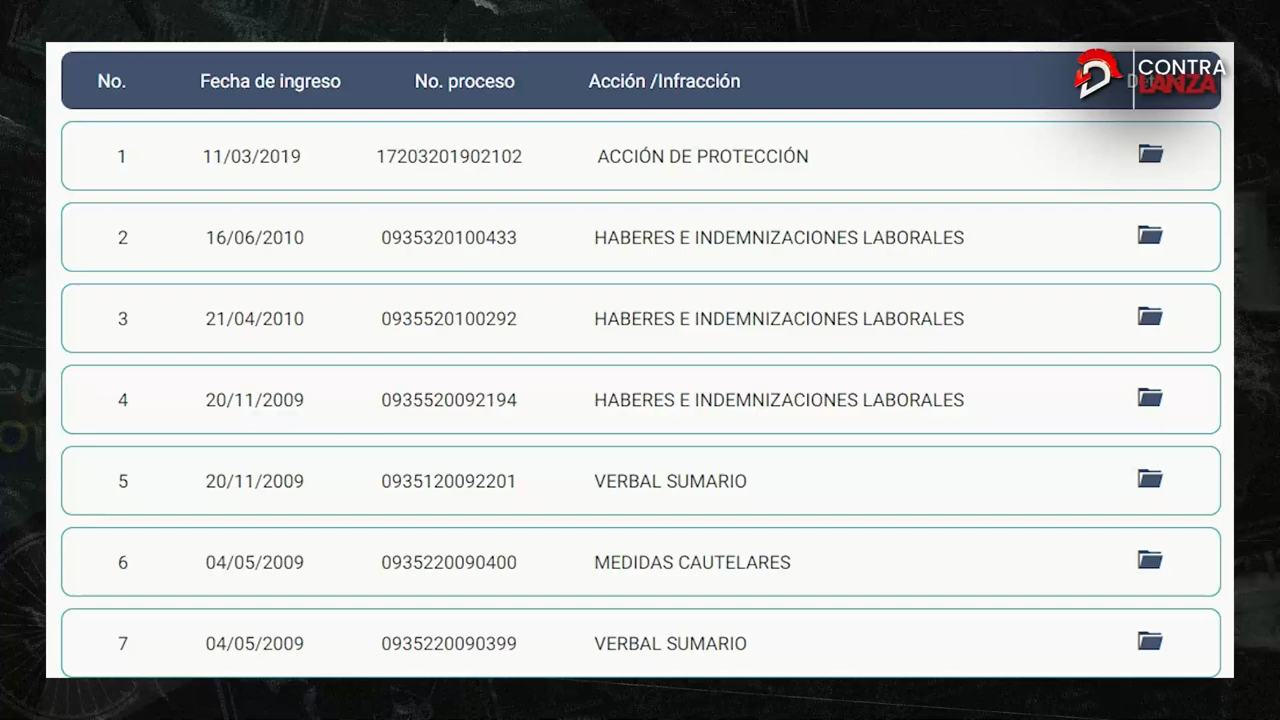 No. Fecha de ingreso No. proceso Acción /Infracción
CONTRA
LANZA
1 11/03/2019 17203201902102 ACCIÓN DE PROTECCIÓN
2 16/06/2010 0935320100433 HABERES E INDEMNIZACIONES LABORALES
3 21/04/2010 0935520100292 HABERES E INDEMNIZACIONES LABORALES
4 20/11/2009 0935520092194 HABERES E INDEMNIZACIONES LABORALES
5 20/11/2009 0935120092201 VERBAL SUMARIO
6 04/05/2009 0935220090400 MEDIDAS CAUTELARES
7 04/05/2009 0935220090399 VERBAL SUMARIO